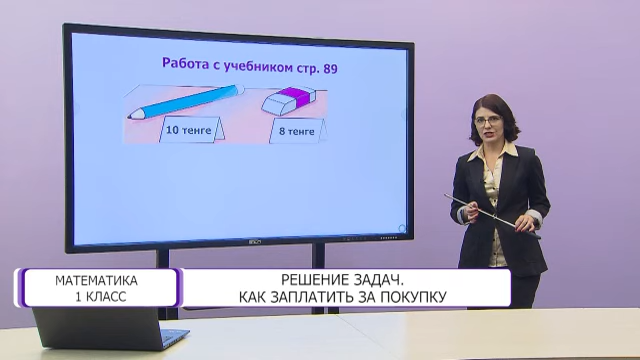 Работа с учебником стр. 89
10 тенге
8 тенге
МАТЕМАТИКА
1 КЛАСС
РЕШЕНИЕ ЗАДАЧ.
КАК ЗАПЛАТИТЬ ЗА ПОКУПКУ